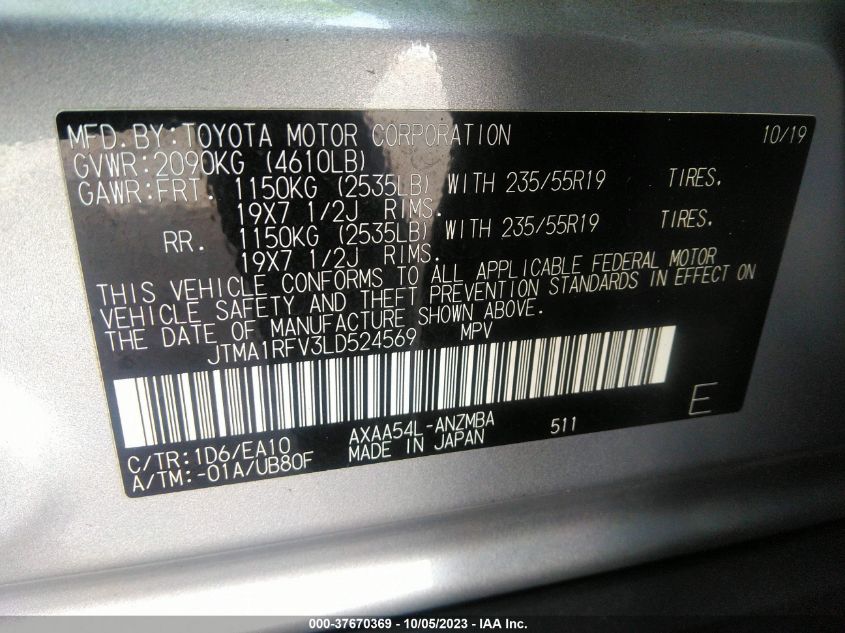 MFD. BY: TOYOTA MOTOR CORPORATION 10/19
GVWR: 2090KG (4610LB)
GAWR: FRT. 1150KG (2535LB) WITH 235/55R19 TIRES,
19X7 1/2J RIMS.
RR. 1150KG (2535LB) WITH 235/55R19 TIRES,
19X7 1/2J RIMS.
THIS VEHICLE CONFORMS TO ALL APPLICABLE FEDERAL MOTOR
VEHICLE SAFETY AND THEFT PREVENTION STANDARDS IN EFFECT ON
THE DATE OF MANUFACTURE SHOWN ABOVE.
JTMA1RFV3LD524569 MPV
C/TR: 1D6/EA10 AXAA54L-ANZMBA 511 E
A/TM: -01A/UB80F MADE IN JAPAN
000-37670369 - 10/05/2023 - IAA Inc.